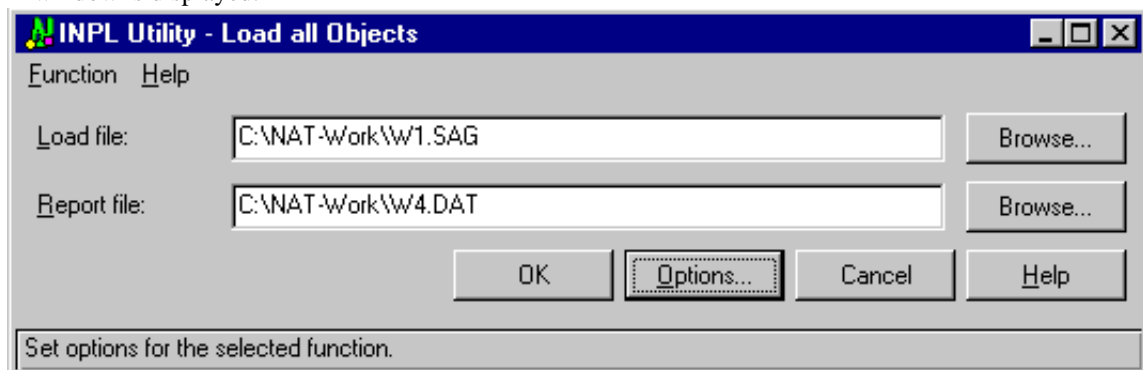 INPL Utility - Load all Objects
Function Help
Load file: C:\NAT-Work\W1.SAG Browse...
Report file: C:\NAT-Work\W4.DAT Browse...
OK Options... Cancel Help
Set options for the selected function.